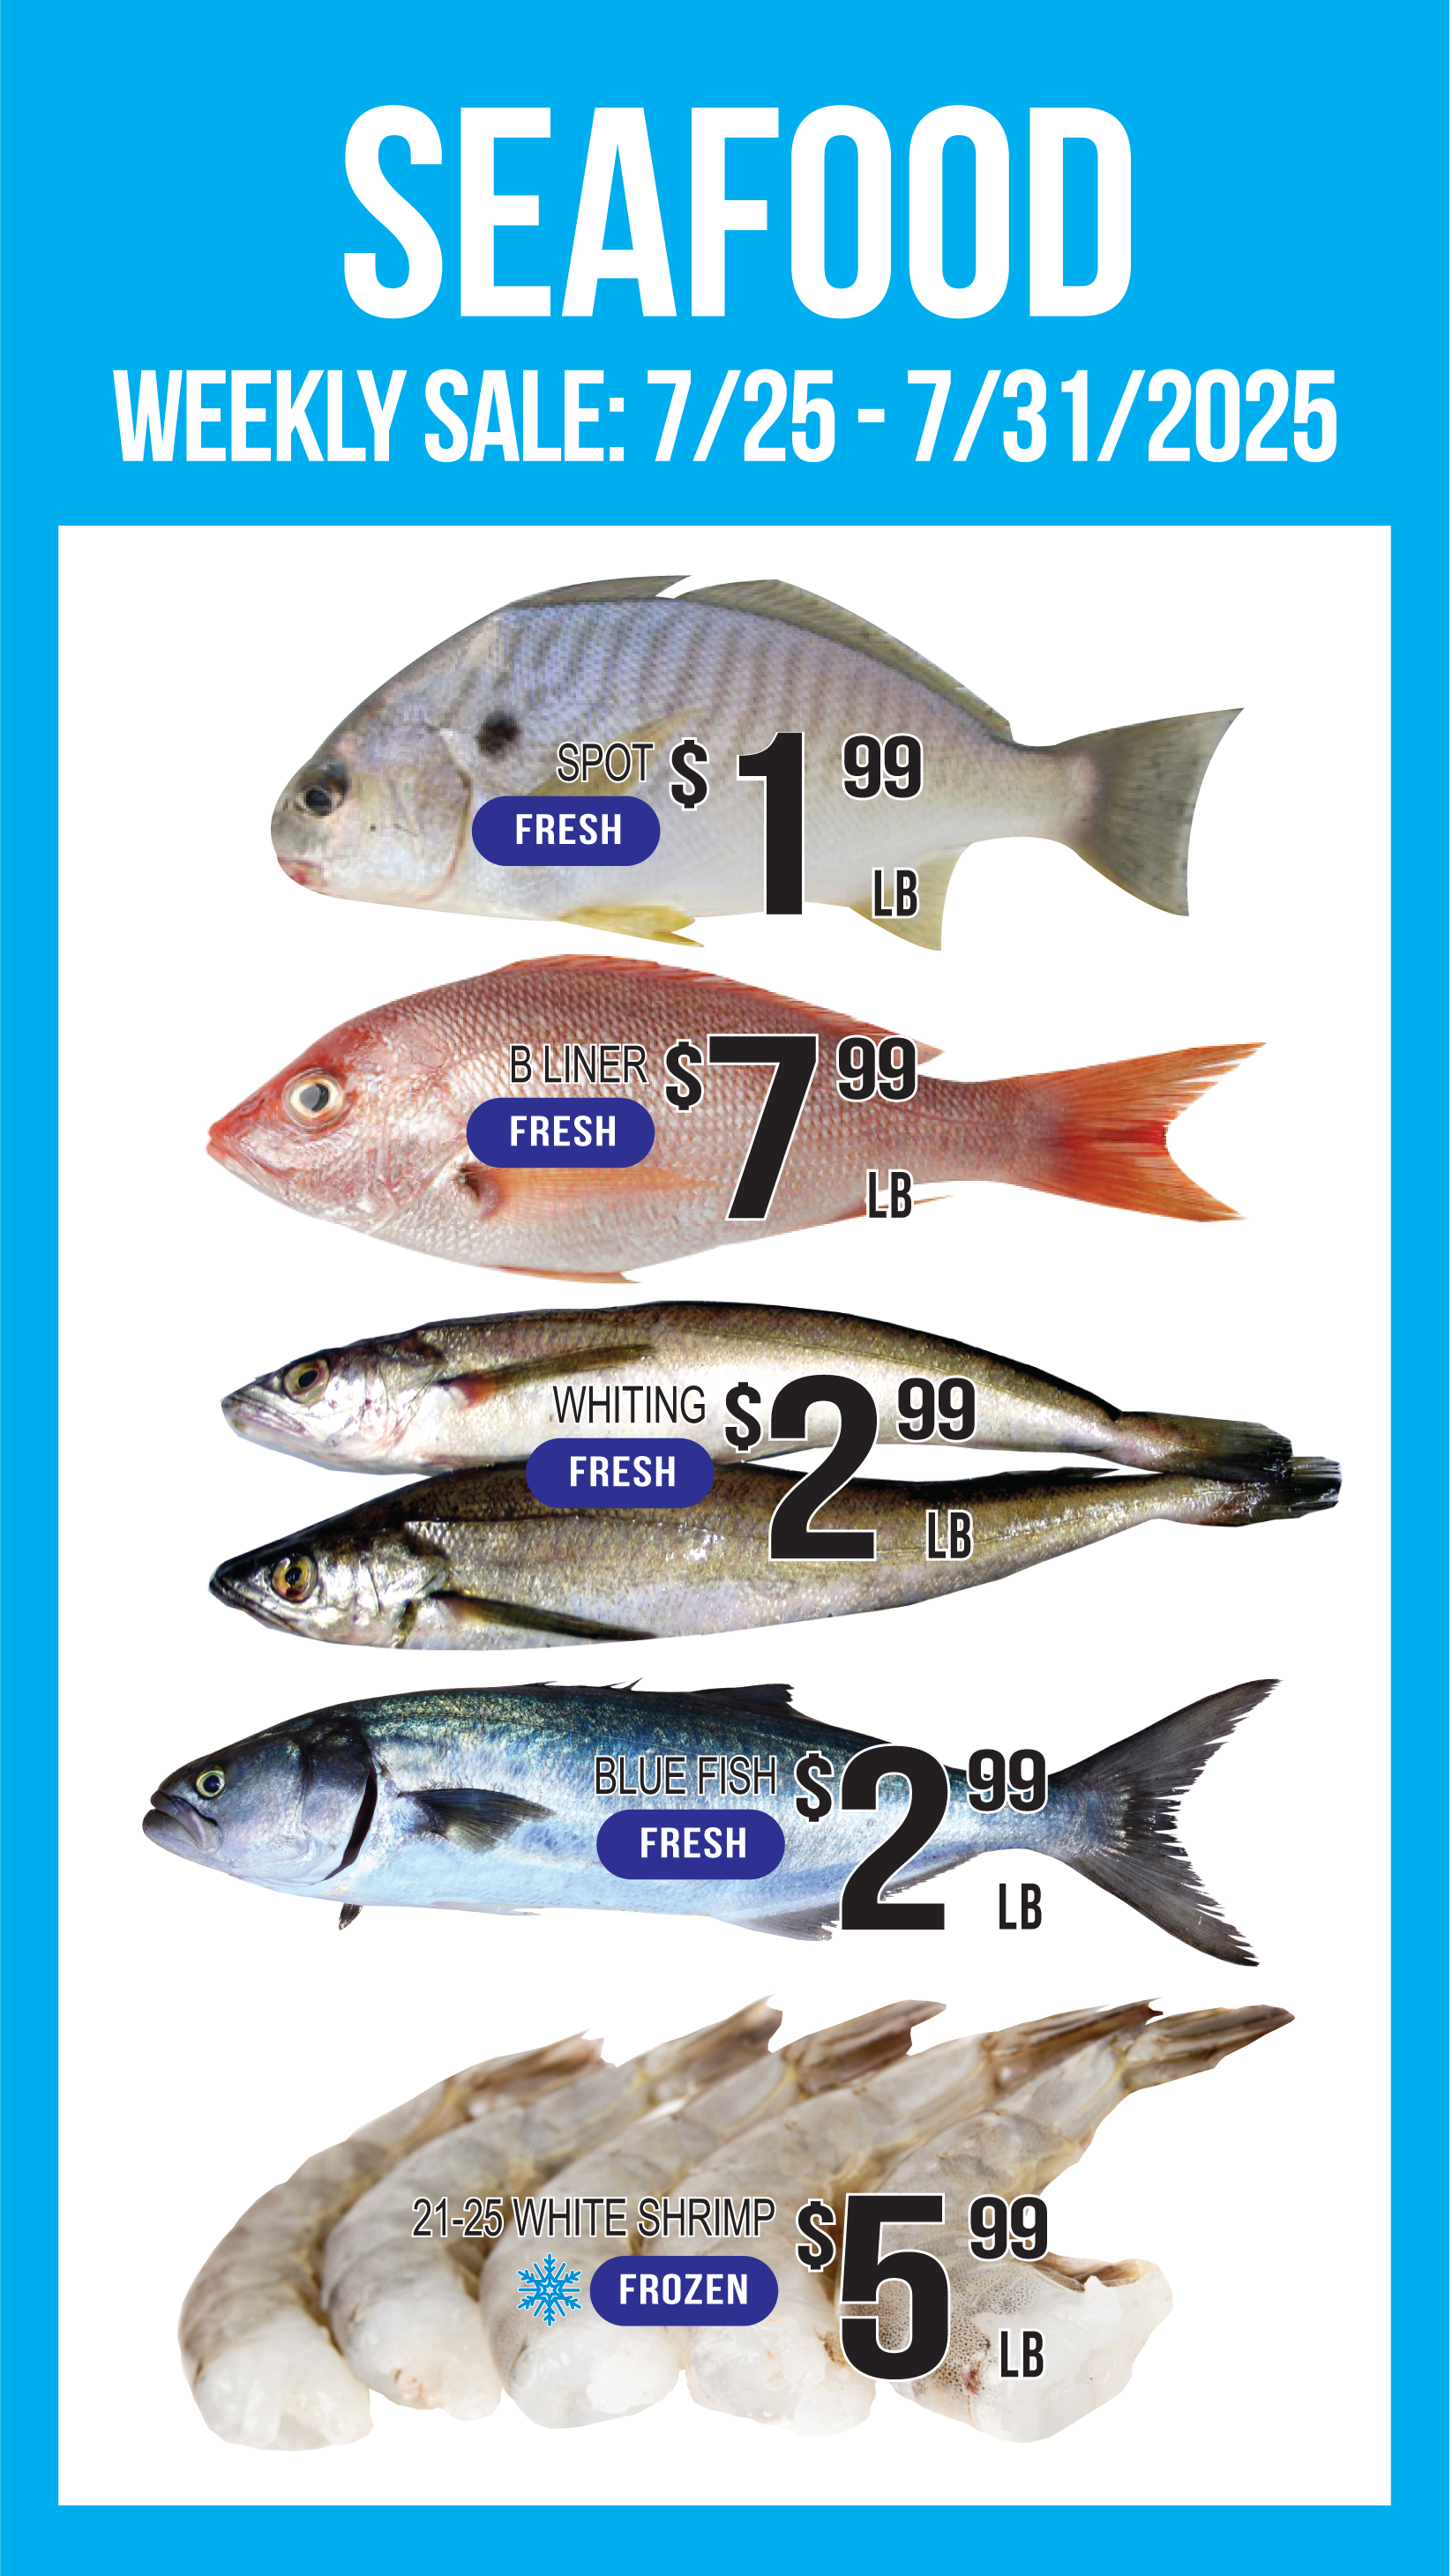 SEAFOOD
WEEKLY SALE: 7/25 - 7/31/2025
SPOT $1 99
FRESH
LB
B LINER $7 99
FRESH
LB
WHITING $2 99
FRESH
LB
BLUE FISH $2 99
FRESH
LB
21-25 WHITE SHRIMP $5 99
FROZEN
LB